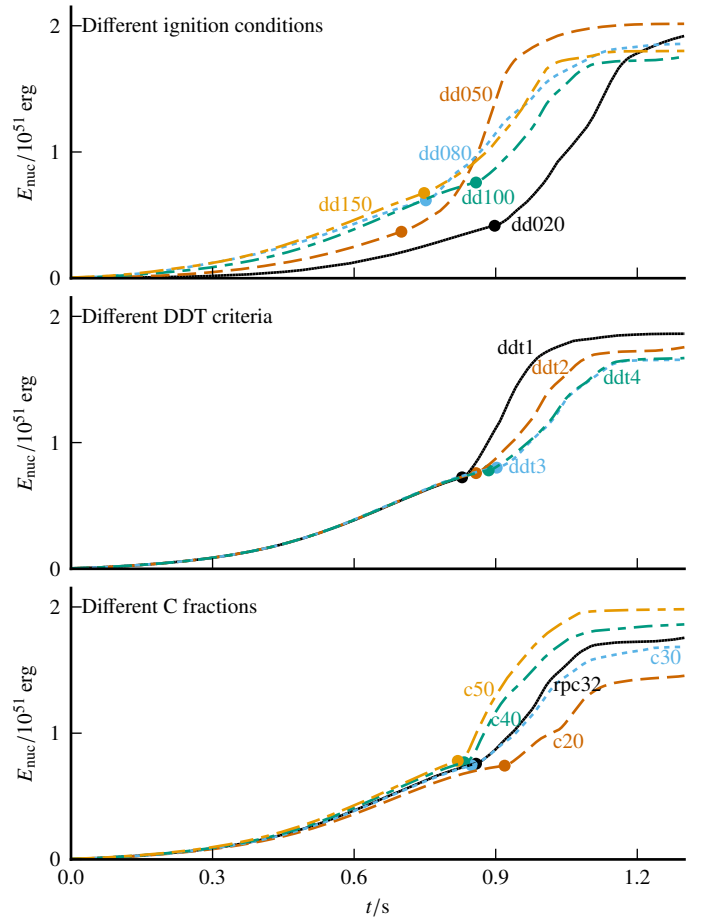 Different ignition conditions
2
1
0
E_nuc/10^51 erg
dd050
dd080
dd150
dd100
dd020
Different DDT criteria
2
1
0
E_nuc/10^51 erg
ddt1
ddt2
ddt4
ddt3
Different C fractions
2
1
0
E_nuc/10^51 erg
c50
rpc32
c30
c40
c20
0.0 0.3 0.6 0.9 1.2
t/s